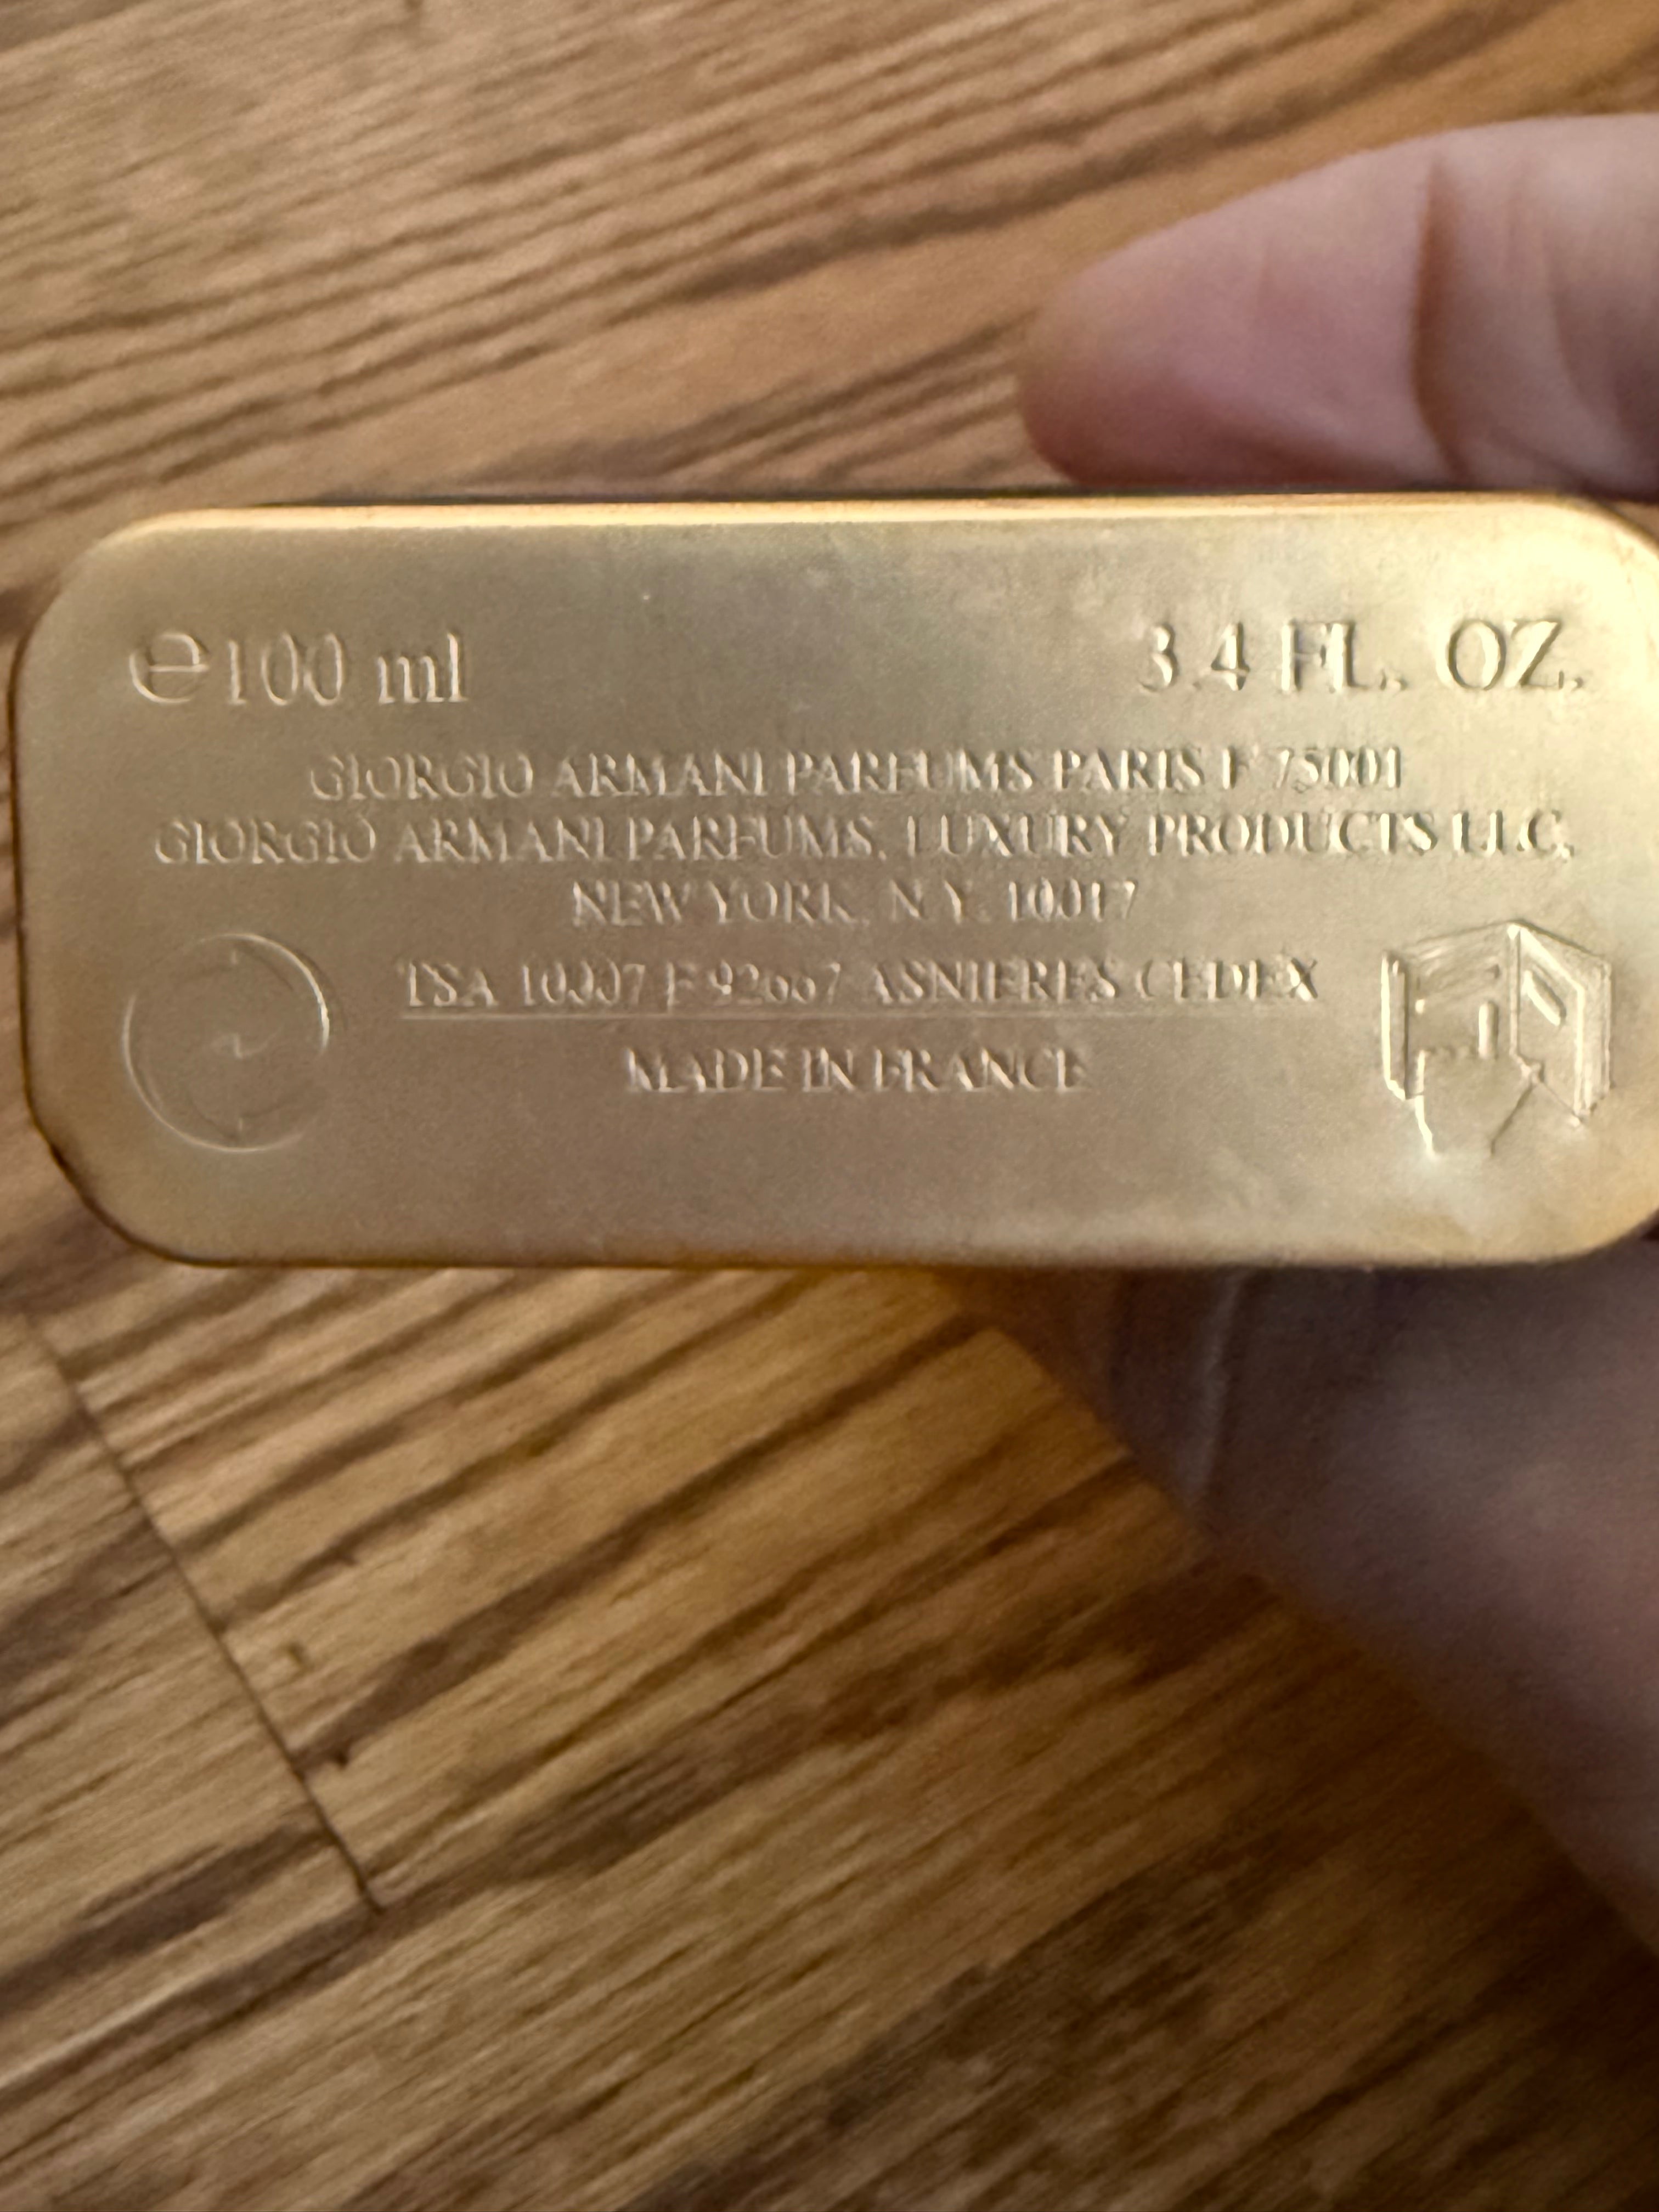 ℮ 100 ml 3.4 FL. OZ.
GIORGIO ARMANI PARFUMS PARIS F 75001
GIORGIO ARMANI PARFUMS, LUXURY PRODUCTS LLC,
NEW YORK, N.Y. 10017
TSA 10007 F 92667 ASNIERES CEDEX
MADE IN FRANCE